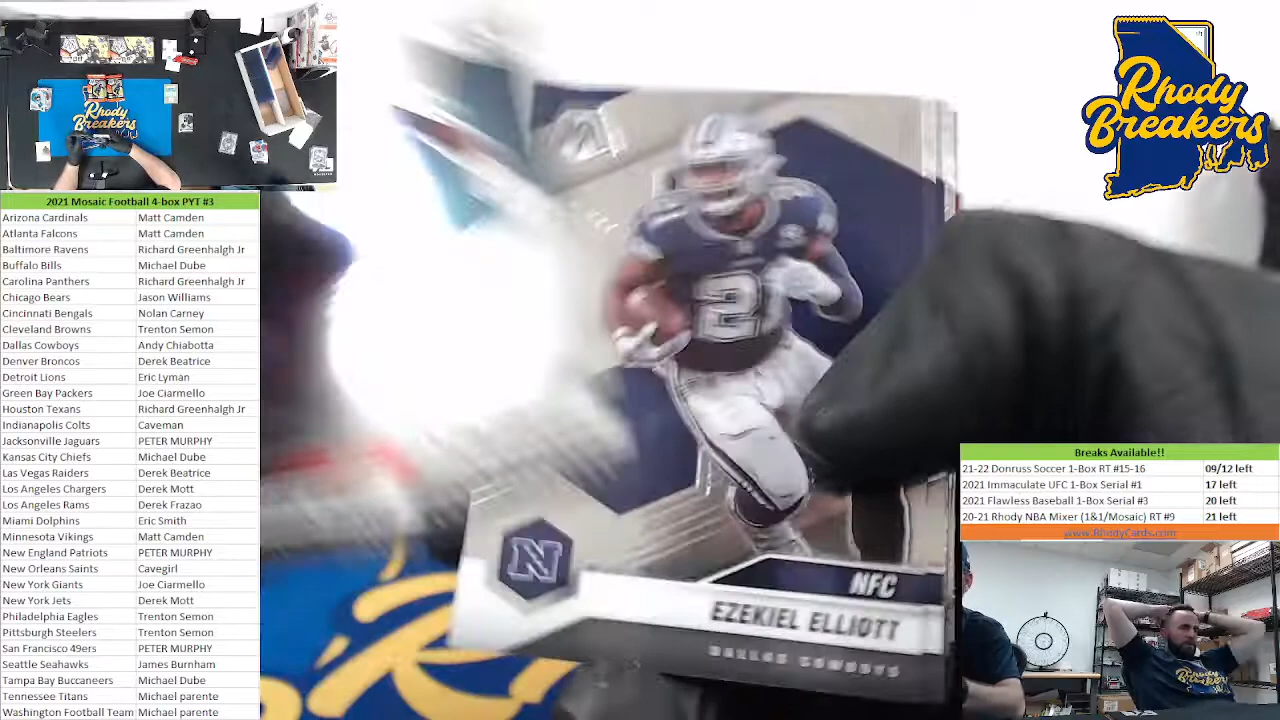 Rhody
Breakers
2021 Mosaic Football 4-box PYT #3
Arizona Cardinals Matt Camden
Atlanta Falcons Matt Camden
Baltimore Ravens Richard Greenhalgh Jr
Buffalo Bills Michael Dube
Carolina Panthers Richard Greenhalgh Jr
Chicago Bears Jason Williams
Cincinnati Bengals Nolan Carney
Cleveland Browns Trenton Semon
Dallas Cowboys Andy Chiabotta
Denver Broncos Derek Beatrice
Detroit Lions Eric Lyman
Green Bay Packers Joe Ciarmello
Houston Texans Richard Greenhalgh Jr
Indianapolis Colts Caveman
Jacksonville Jaguars PETER MURPHY
Kansas City Chiefs Michael Dube
Las Vegas Raiders Derek Beatrice
Los Angeles Chargers Derek Mott
Los Angeles Rams Derek Frazao
Miami Dolphins Eric Smith
Minnesota Vikings Matt Camden
New England Patriots PETER MURPHY
New Orleans Saints Cavegirl
New York Giants Joe Ciarmello
New York Jets Derek Mott
Philadelphia Eagles Trenton Semon
Pittsburgh Steelers Trenton Semon
San Francisco 49ers PETER MURPHY
Seattle Seahawks James Burnham
Tampa Bay Buccaneers Michael Dube
Tennessee Titans Michael parente
Washington Football Team Michael parente
N
NFC
EZEKIEL ELLIOTT
DALLAS COWBOYS
Rhody
Breakers
Breaks Available!!
21-22 Donruss Soccer 1-Box RT #15-16 09/12 left
2021 Immaculate UFC 1-Box Serial #1 17 left
2021 Flawless Baseball 1-Box Serial #3 20 left
20-21 Rhody NBA Mixer (1&1/Mosaic) RT #9 21 left
www.RhodyCards.com